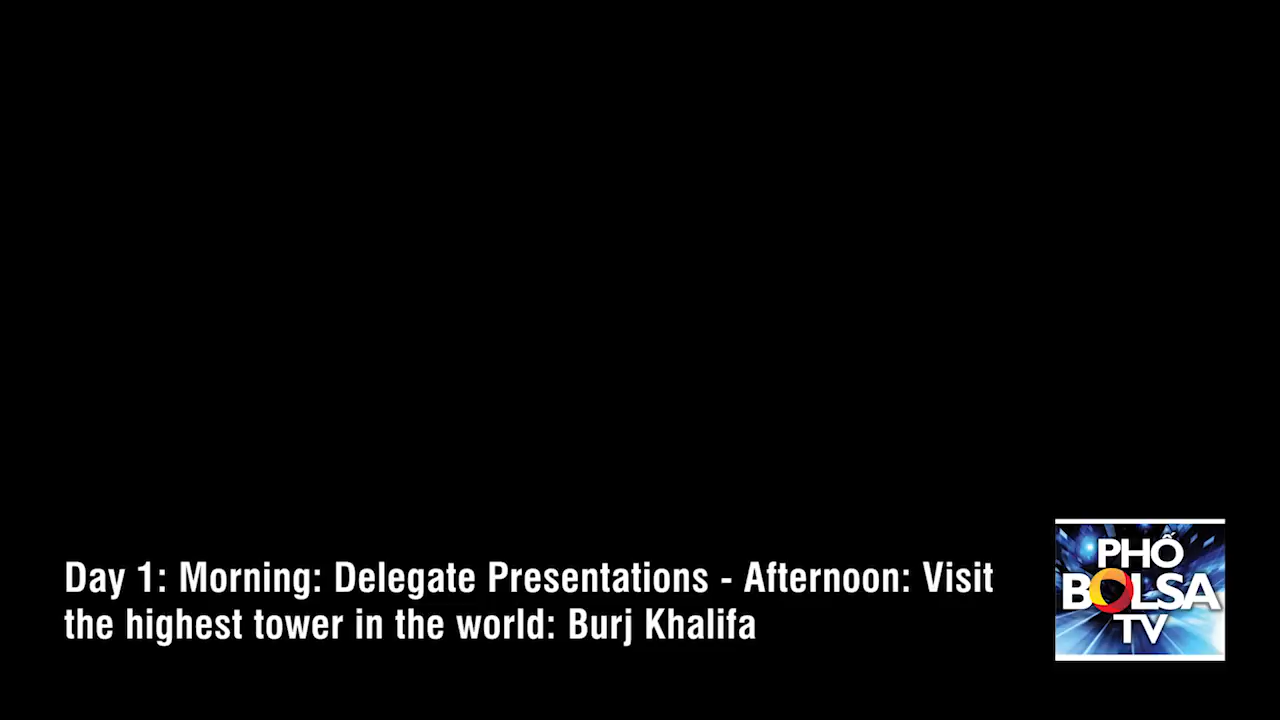 Day 1: Morning: Delegate Presentations - Afternoon: Visit
the highest tower in the world: Burj Khalifa
PHỐ
BOLSA
TV